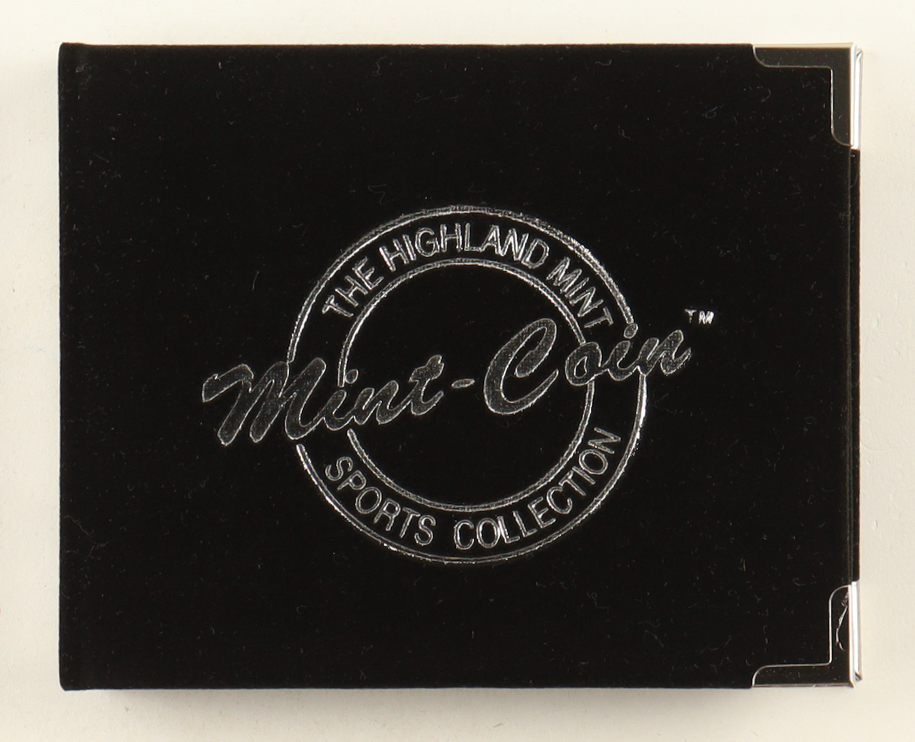 THE HIGHLAND MINT
Mint-Coin™
SPORTS COLLECTION